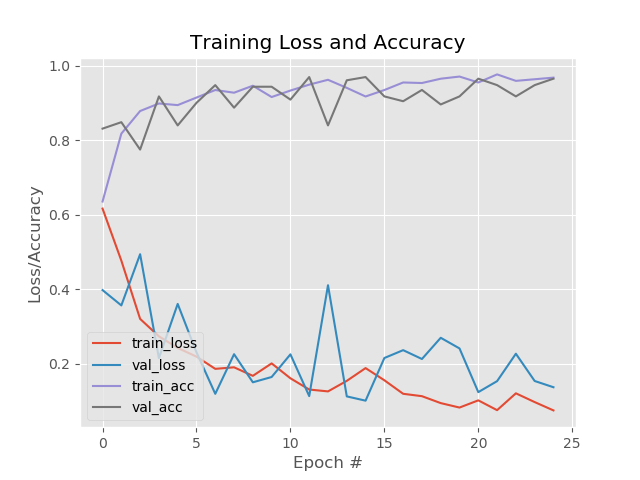 Training Loss and Accuracy
1.0
0.8
0.6
0.4
0.2
Loss/Accuracy
train_loss
val_loss
train_acc
val_acc
0 5 10 15 20 25
Epoch #